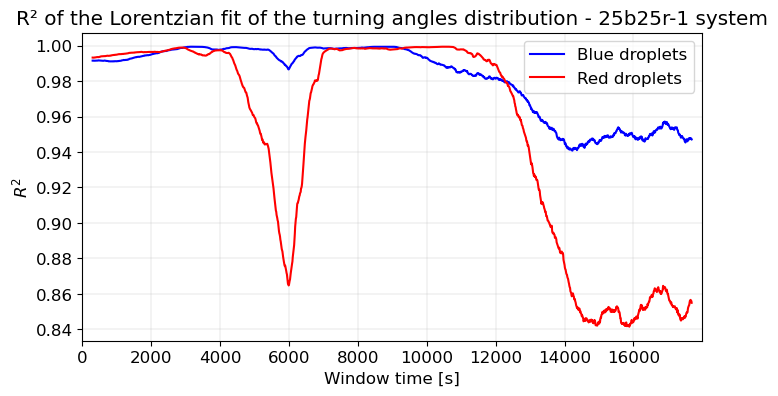 R² of the Lorentzian fit of the turning angles distribution - 25b25r-1 system
1.00
0.98
0.96
0.94
0.92
0.90
0.88
0.86
0.84
R²
Blue droplets
Red droplets
0 2000 4000 6000 8000 10000 12000 14000 16000
Window time [s]